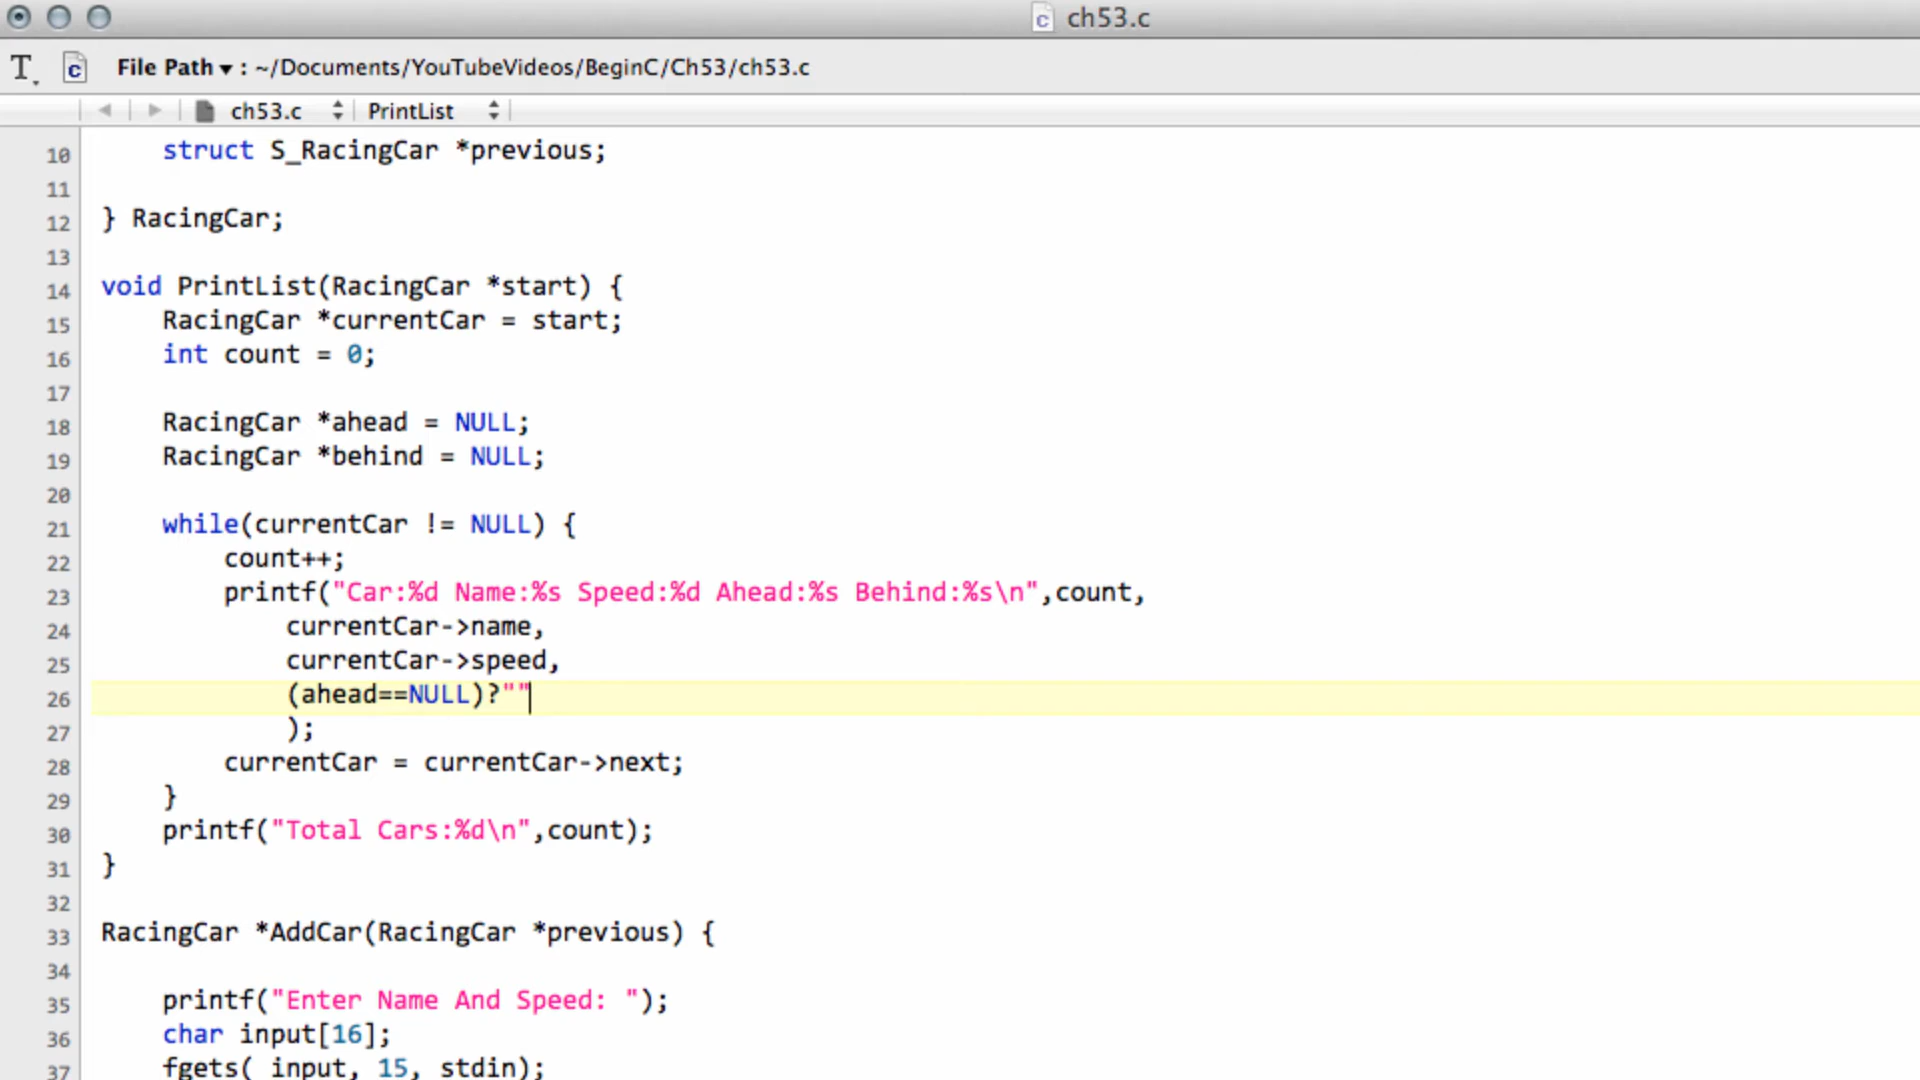 ch53.c
T File Path ▾ : ~/Documents/YouTubeVideos/BeginC/Ch53/ch53.c
ch53.c PrintList
10 struct S_RacingCar *previous;
11
12 } RacingCar;
13
14 void PrintList(RacingCar *start) {
15 RacingCar *currentCar = start;
16 int count = 0;
17
18 RacingCar *ahead = NULL;
19 RacingCar *behind = NULL;
20
21 while(currentCar != NULL) {
22 count++;
23 printf("Car:%d Name:%s Speed:%d Ahead:%s Behind:%s\n",count,
24 currentCar->name,
25 currentCar->speed,
26 (ahead==NULL)?""
27 );
28 currentCar = currentCar->next;
29 }
30 printf("Total Cars:%d\n",count);
31 }
32
33 RacingCar *AddCar(RacingCar *previous) {
34
35 printf("Enter Name And Speed: ");
36 char input[16];
37 fgets( input, 15, stdin);